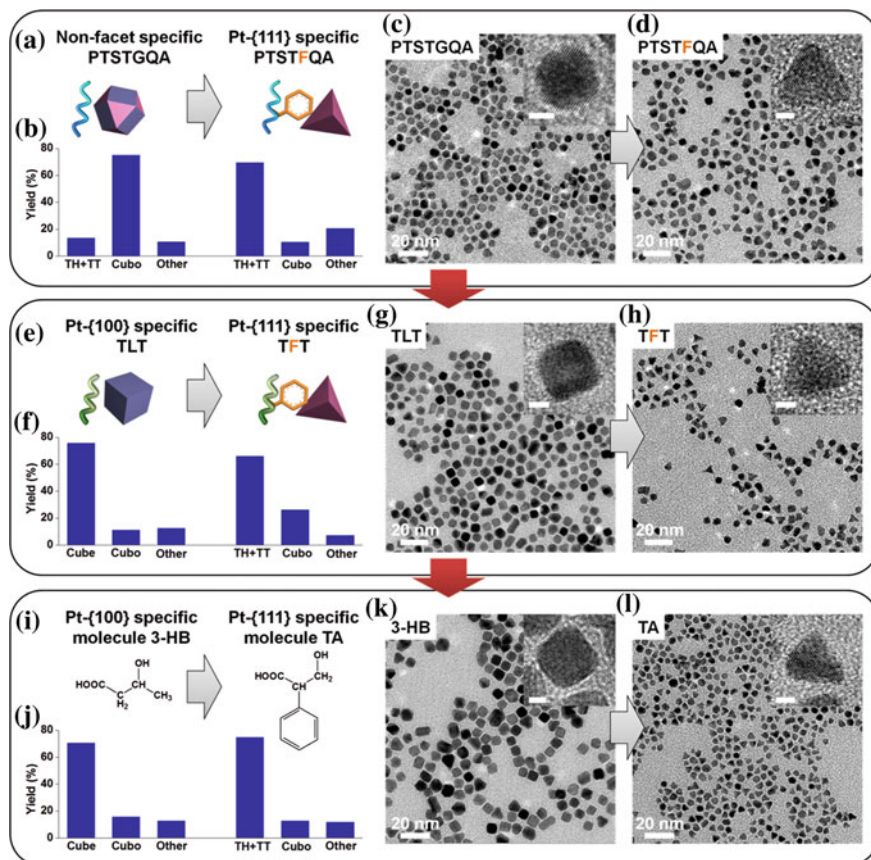 (a)
Non-facet specific
PTSTGQA
Pt-{111} specific
PTSTFQA
(b)
80
60
40
20
0
Yield (%)
TH+TT Cubo Other
TH+TT Cubo Other
(c)
PTSTGQA
20 nm
(d)
PTSTFQA
20 nm
(e)
Pt-{100} specific
TLT
Pt-{111} specific
TFT
(f)
80
60
40
20
0
Yield (%)
Cube Cubo Other
TH+TT Cubo Other
(g)
TLT
20 nm
(h)
TFT
20 nm
(i)
Pt-{100} specific
molecule 3-HB
Pt-{111} specific
molecule TA
OH
HOOC
C
H2
CH3
OH
HOOC
CH2
CH
(j)
80
60
40
20
0
Yield (%)
Cube Cubo Other
TH+TT Cubo Other
(k)
3-HB
20 nm
(l)
TA
20 nm